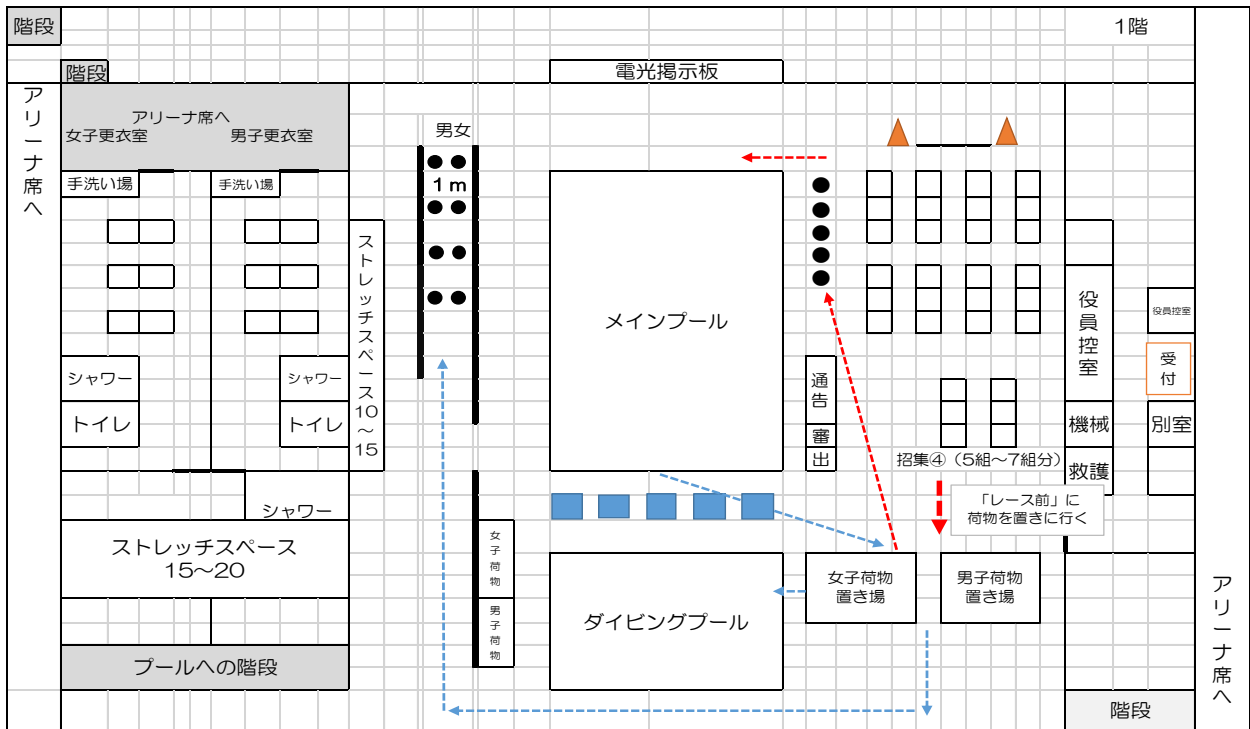 階段
1階
階段
電光掲示板
アリーナ席へ
アリーナ席へ
女子更衣室
男子更衣室
男女
手洗い場
手洗い場
1m
ストレッチスペース
10〜15
メインプール
役員控室
役員控室
受付
シャワー
シャワー
通告
トイレ
トイレ
審
出
機械
別室
招集④（5組〜7組分）
救護
「レース前」に
荷物を置きに行く
シャワー
ストレッチスペース
15〜20
女子荷物
男子荷物
女子荷物
置き場
男子荷物
置き場
ダイビングプール
アリーナ席へ
プールへの階段
階段